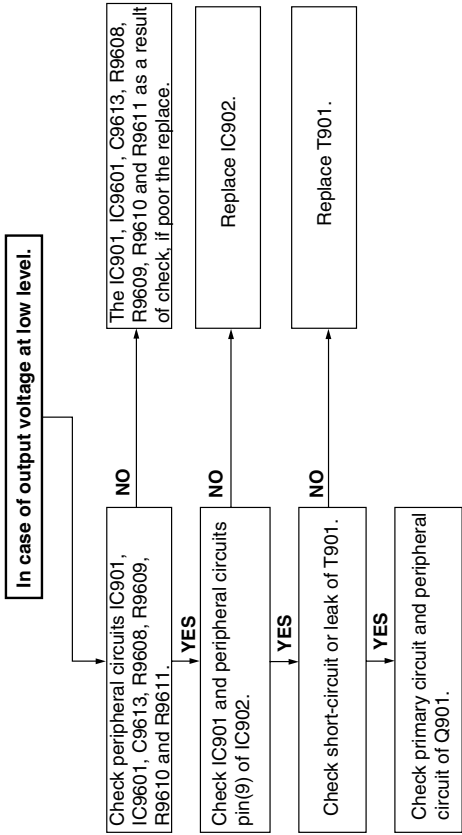 In case of output voltage at low level.
Check peripheral circuits IC901,
IC9601, C9613, R9608, R9609,
R9610 and R9611.
NO
The IC901, IC9601, C9613, R9608,
R9609, R9610 and R9611 as a result
of check, if poor the replace.
YES
Check IC901 and peripheral circuits
pin(9) of IC902.
NO
Replace IC902.
YES
Check short-circuit or leak of T901.
NO
Replace T901.
YES
Check primary circuit and peripheral
circuit of Q901.